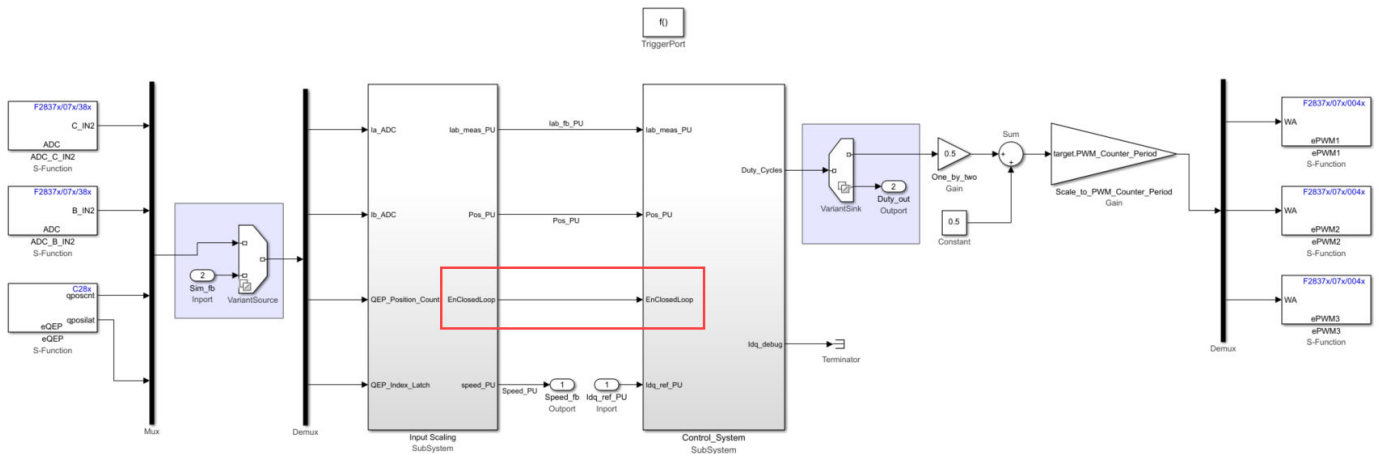 f()
TriggerPort
F2837x/07x/38x
C_IN2
ADC
ADC_C_IN2
S-Function
F2837x/07x/38x
B_IN2
ADC
ADC_B_IN2
S-Function
C28x
qposcnt
qposilat
eQEP
eQEP
S-Function
Mux
2
Sim_fb
Inport
VariantSource
Demux
Ia_ADC
Ib_ADC
QEP_Position_Count
QEP_Index_Latch
Iab_meas_PU
Pos_PU
EnClosedLoop
speed_PU
Input Scaling
SubSystem
Iab_fb_PU
Pos_PU
Speed_PU
1
Speed_fb
Outport
1
Idq_ref_PU
Inport
Iab_meas_PU
Pos_PU
EnClosedLoop
Idq_ref_PU
Duty_Cycles
Idq_debug
Control_System
SubSystem
Terminator
VariantSink
2
Duty_out
Outport
0.5
One_by_two
Gain
0.5
Constant
Sum
+
+
target.PWM_Counter_Period
Scale_to_PWM_Counter_Period
Gain
Demux
F2837x/07x/004x
WA
ePWM1
ePWM1
S-Function
F2837x/07x/004x
WA
ePWM2
ePWM2
S-Function
F2837x/07x/004x
WA
ePWM3
ePWM3
S-Function